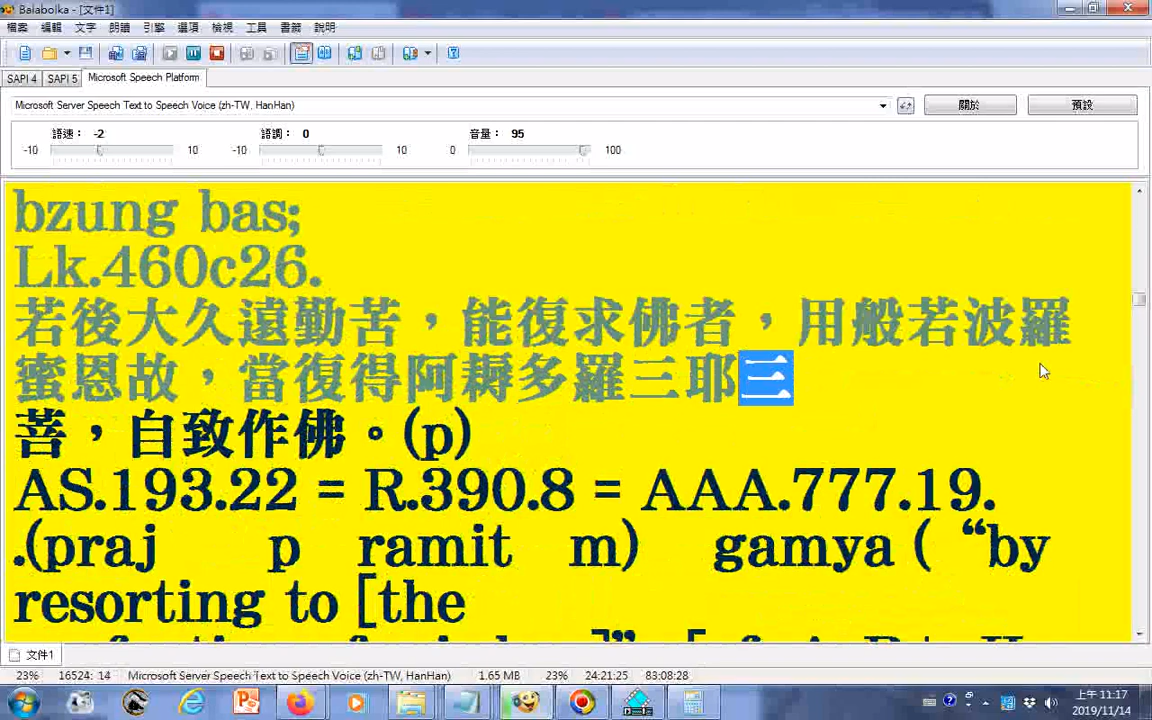 Balabolka - [文件1]
檔案 編輯 文字 朗讀 引擎 選項 檢視 工具 書籤 說明
SAPI 4 SAPI 5 Microsoft Speech Platform
Microsoft Server Speech Text to Speech Voice (zh-TW, HanHan)
關於 預設
語速： -2 語調： 0 音量： 95
-10 10 -10 10 0 100
bzung bas;
Lk.460c26.
若後大久遠勤苦，能復求佛者，用般若波羅
蜜恩故，當復得阿耨多羅三耶三
菩，自致作佛。(p)
AS.193.22 = R.390.8 = AAA.777.19.
.(praj p ramit m) gamya ( “by
resorting to [the
文件1
23% 16524: 14 Microsoft Server Speech Text to Speech Voice (zh-TW, HanHan) 1.65 MB 23% 24:21:25 83:08:28
上午 11:17
2019/11/14